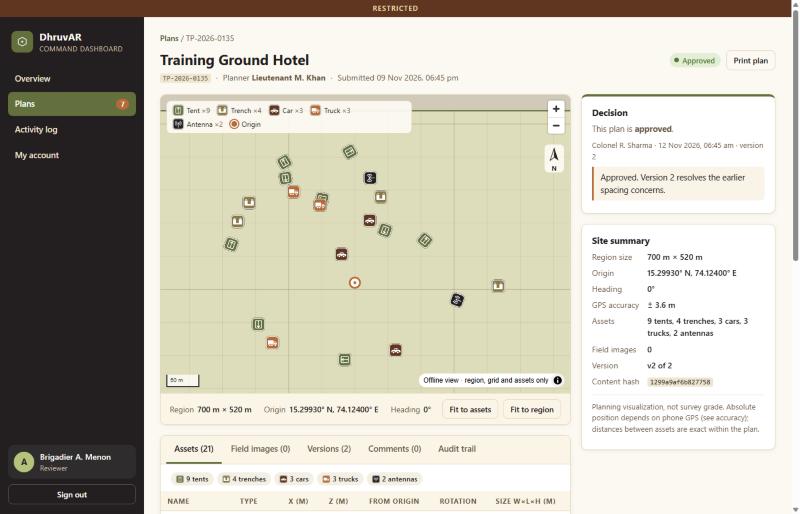 RESTRICTED
DhruvAR
COMMAND DASHBOARD
Overview
Plans 7
Activity log
My account
A Brigadier A. Menon
Reviewer
Sign out
Plans / TP-2026-0135
Training Ground Hotel
TP-2026-0135 · Planner Lieutenant M. Khan · Submitted 09 Nov 2026, 06:45 pm
Approved
Print plan
Tent ×9 Trench ×4 Car ×3 Truck ×3
Antenna ×2 Origin
+
−
N
60 m
Offline view · region, grid and assets only
Region 700 m × 520 m Origin 15.29930° N, 74.12400° E Heading 0° Fit to assets Fit to region
Assets (21) Field images (0) Versions (2) Comments (0) Audit trail
9 tents 4 trenches 3 cars 3 trucks 2 antennas
NAME TYPE X (M) Z (M) FROM ORIGIN ROTATION SIZE W×L×H (M)
Decision
This plan is approved.
Colonel R. Sharma · 12 Nov 2026, 06:45 am · version
2
Approved. Version 2 resolves the earlier
spacing concerns.
Site summary
Region size 700 m × 520 m
Origin 15.29930° N, 74.12400° E
Heading 0°
GPS accuracy ± 3.6 m
Assets 9 tents, 4 trenches, 3 cars, 3
trucks, 2 antennas
Field images 0
Version v2 of 2
Content hash 1299a9af6b827758
Planning visualization, not survey grade. Absolute
position depends on phone GPS (see accuracy);
distances between assets are exact within the plan.